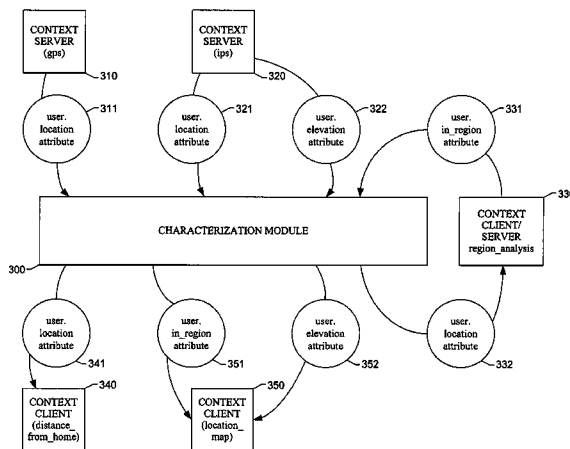 CONTEXT
SERVER
(gps)
310
CONTEXT
SERVER
(ips)
320
311
user.
location
attribute
321
user.
location
attribute
322
user.
elevation
attribute
331
user.
in_region
attribute
CHARACTERIZATION MODULE
300
330
CONTEXT
CLIENT/
SERVER
region_analysis
user.
location
attribute
341
user.
in_region
attribute
351
user.
elevation
attribute
352
user.
location
attribute
332
340
CONTEXT
CLIENT
(distance_
from_home)
350
CONTEXT
CLIENT
(location_
map)